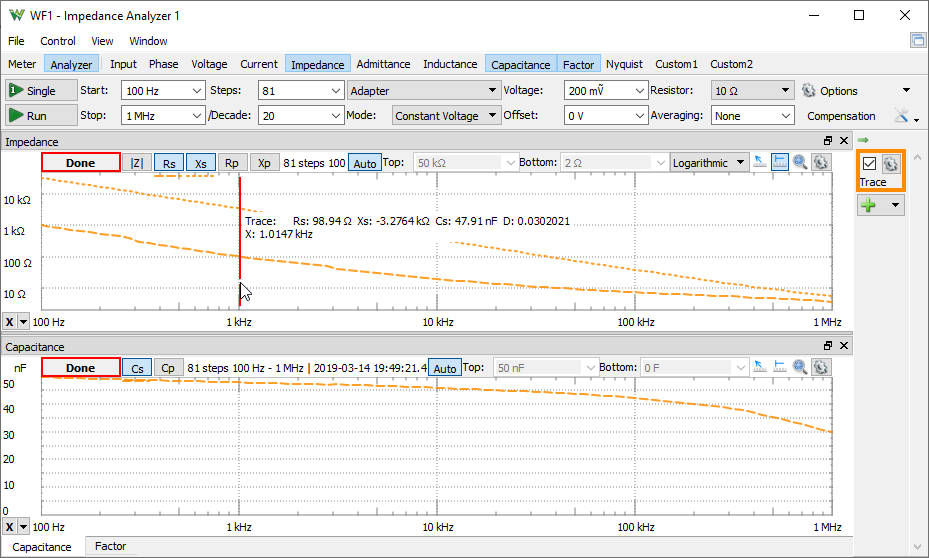 WF1 - Impedance Analyzer 1
File Control View Window
Meter Analyzer Input Phase Voltage Current Impedance Admittance Inductance Capacitance Factor Nyquist Custom1 Custom2
Single Start: 100 Hz Steps: 81 Adapter Voltage: 200 mV Resistor: 10 Ω Options
Run Stop: 1 MHz /Decade: 20 Mode: Constant Voltage Offset: 0 V Averaging: None Compensation
Impedance
Done |Z| Rs Xs Rp Xp 81 steps 100 Auto Top: 50 kΩ Bottom: 2 Ω Logarithmic
Trace
10 kΩ
Trace: Rs: 98.94 Ω Xs: -3.2764 kΩ Cs: 47.91 nF D: 0.0302021
1 kΩ
X: 1.0147 kHz
100 Ω
10 Ω
X 100 Hz 1 kHz 10 kHz 100 kHz 1 MHz
Capacitance
nF Done Cs Cp 81 steps 100 Hz - 1 MHz | 2019-03-14 19:49:21.4 Auto Top: 50 nF Bottom: 0 F
50
40
30
20
10
0
X 100 Hz 1 kHz 10 kHz 100 kHz 1 MHz
Capacitance Factor